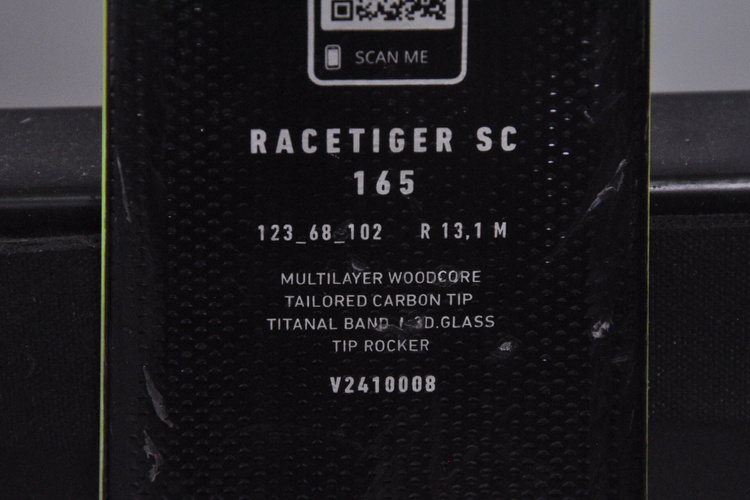 SCAN ME
RACETIGER SC
165
123_68_102 R 13,1 M
MULTILAYER WOODCORE
TAILORED CARBON TIP
TITANAL BAND / 3D.GLASS
TIP ROCKER
V2410008